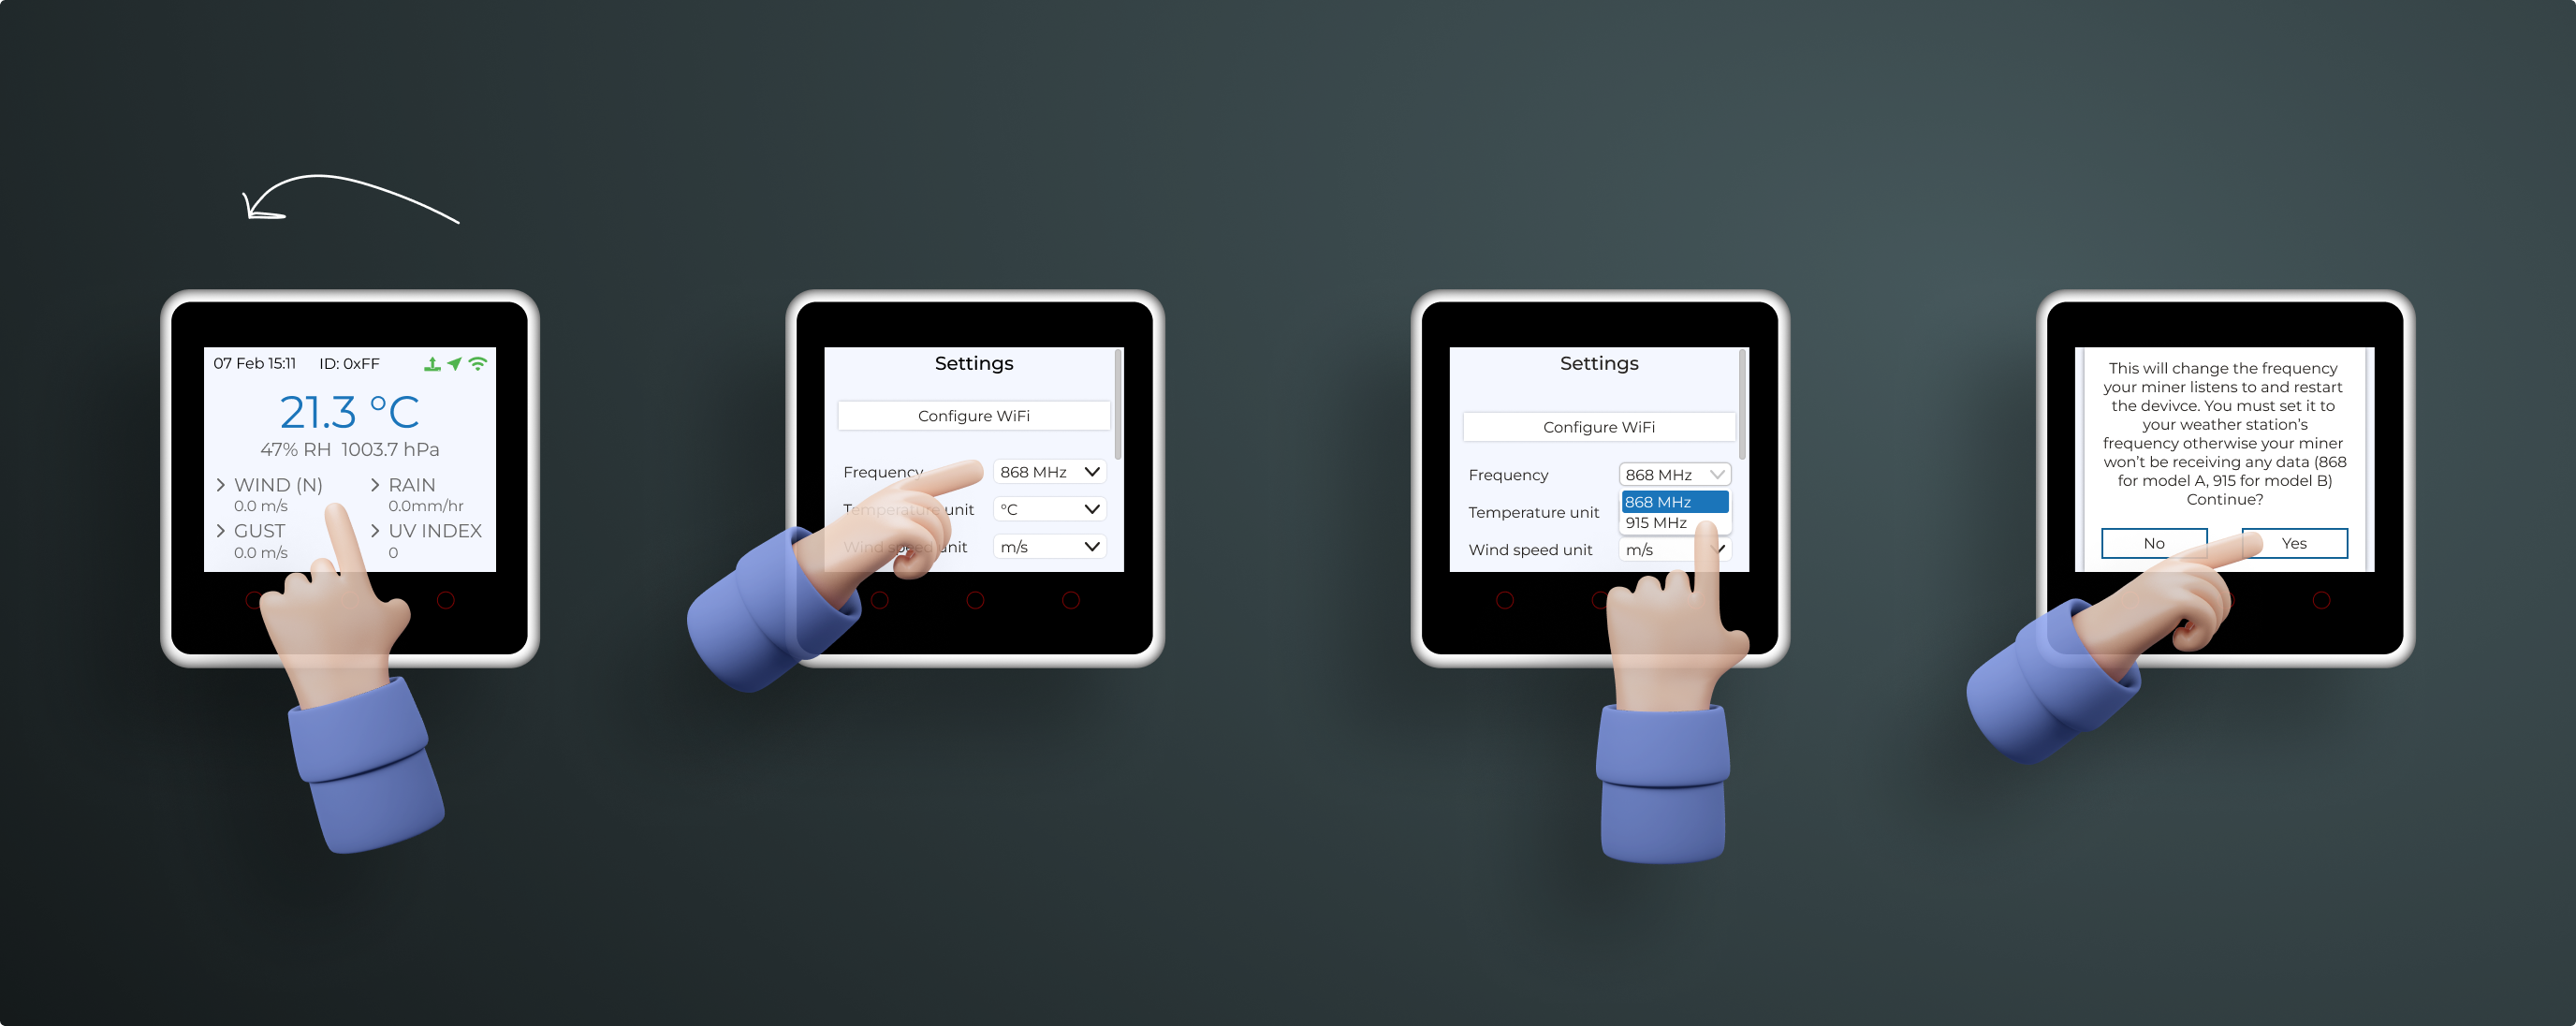 07 Feb 15:11 ID: 0xFF
21.3 °C
47% RH 1003.7 hPa
WIND (N) RAIN
0.0 m/s 0.0mm/hr
GUST UV INDEX
0.0 m/s 0
Settings
Configure WiFi
Frequency 868 MHz
Temperature unit °C
Wind speed unit m/s
Settings
Configure WiFi
Frequency 868 MHz
868 MHz
Temperature unit
915 MHz
Wind speed unit m/s
This will change the frequency
your miner listens to and restart
the devivce. You must set it to
your weather station's
frequency otherwise your miner
won't be receiving any data (868
for model A, 915 for model B)
Continue?
No Yes